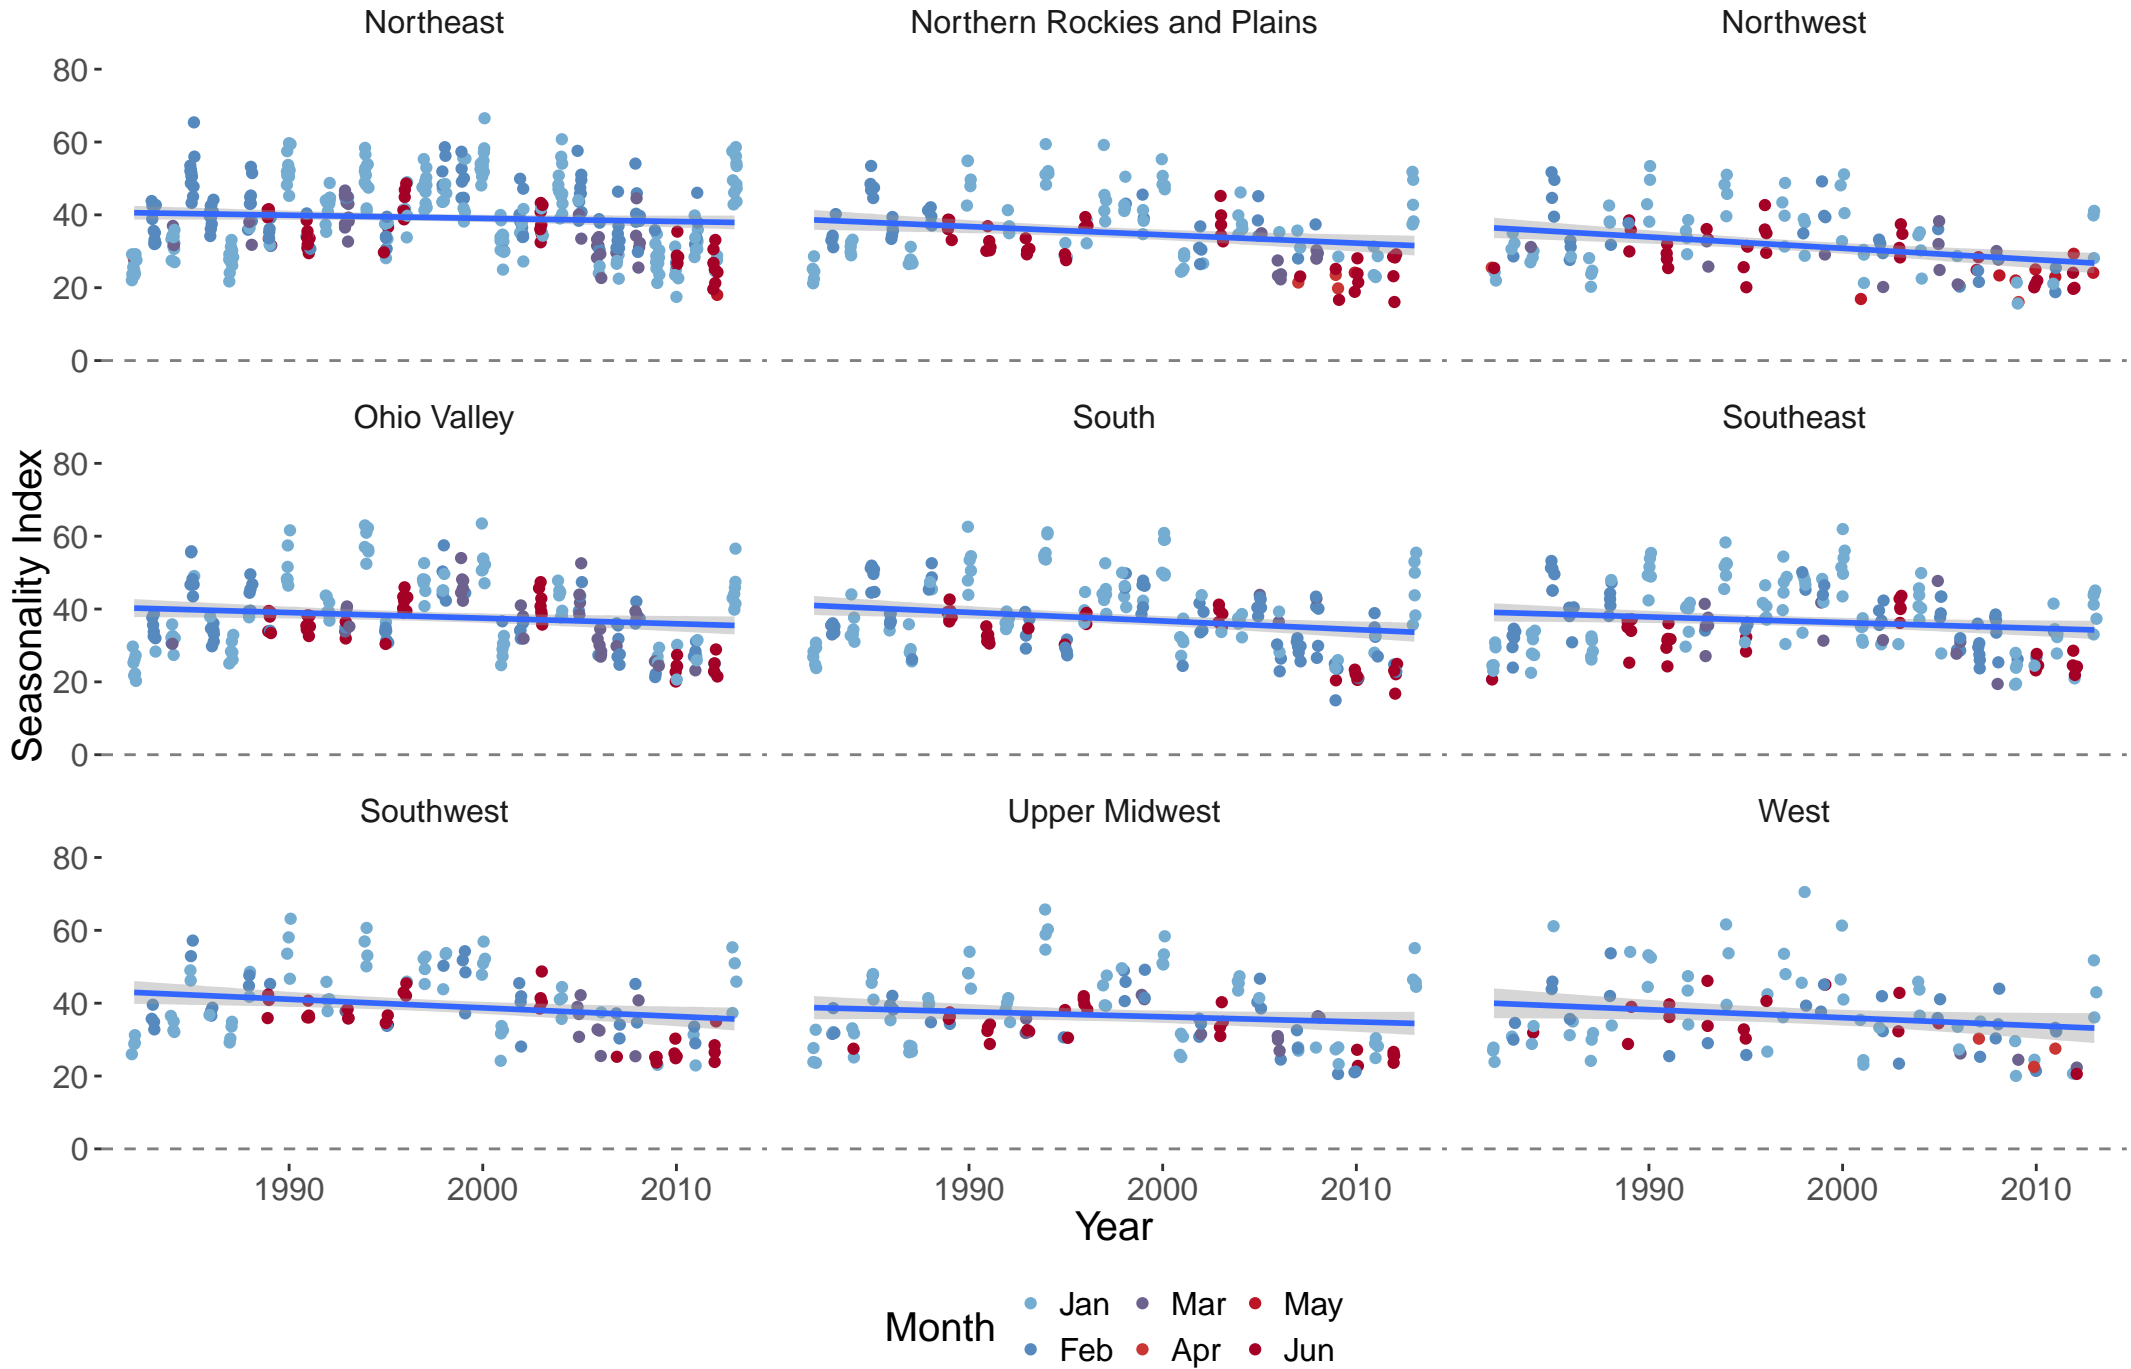 Northeast Northern Rockies and Plains Northwest
80
60
40
20
0
Ohio Valley South Southeast
80
60
40
20
0
Seasonality Index
Southwest Upper Midwest West
80
60
40
20
0
1990 2000 2010 1990 2000 2010 1990 2000 2010
Year
Month
Jan Mar May
Feb Apr Jun